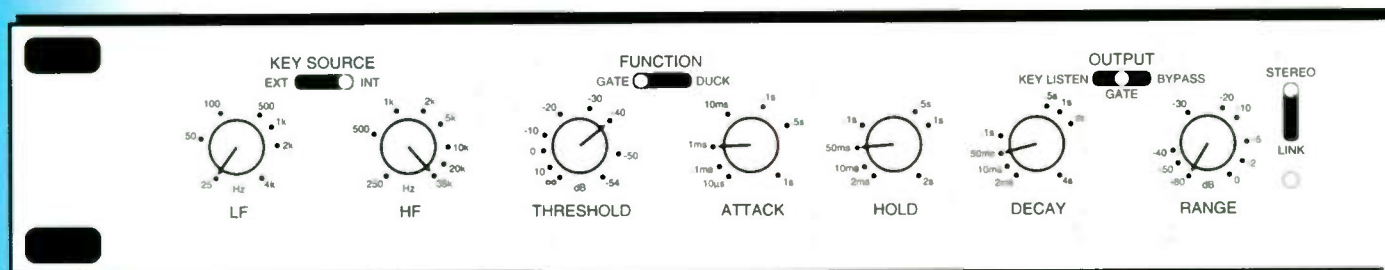 KEY SOURCE
EXT INT
FUNCTION
GATE DUCK
OUTPUT
KEY LISTEN BYPASS
GATE
STEREO
LINK
25 50 100 500 1k 2k 4k
Hz
LF
250 500 1k 2k 5k 10k 20k 35k
Hz
HF
∞ 10 0 -10 -20 -30 -40 -50 -54
dB
THRESHOLD
10µs .1ms 1ms 10ms .1s .5s 1s
ATTACK
2ms 10ms 50ms .1s .5s 1s 2s
HOLD
2ms 10ms 50ms .1s .5s 1s 4s
DECAY
-80 -50 -40 -30 -20 -10 -5 -2 0
dB
RANGE